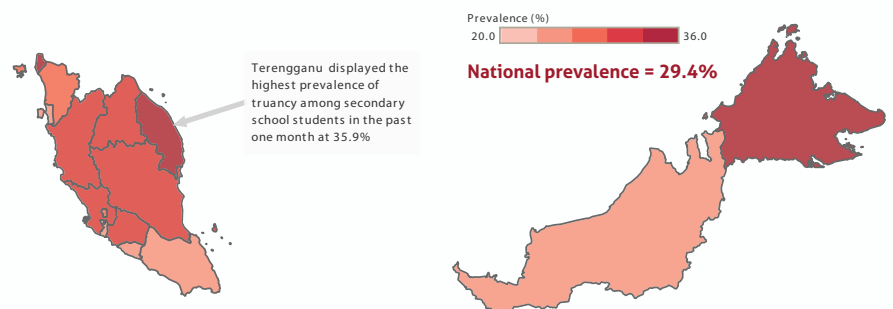 Prevalence (%)
20.0 36.0
National prevalence = 29.4%
Terengganu displayed the
highest prevalence of
truancy among secondary
school students in the past
one month at 35.9%